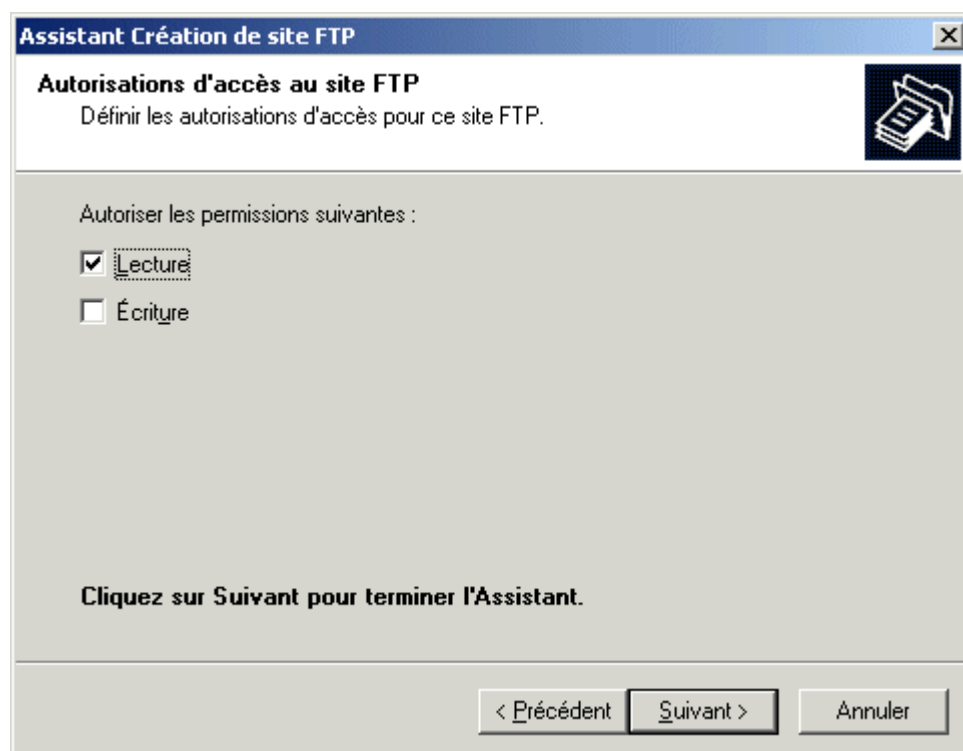 Assistant Création de site FTP
Autorisations d'accès au site FTP
Définir les autorisations d'accès pour ce site FTP.
Autoriser les permissions suivantes :
Lecture
Écriture
Cliquez sur Suivant pour terminer l'Assistant.
< Précédent Suivant > Annuler